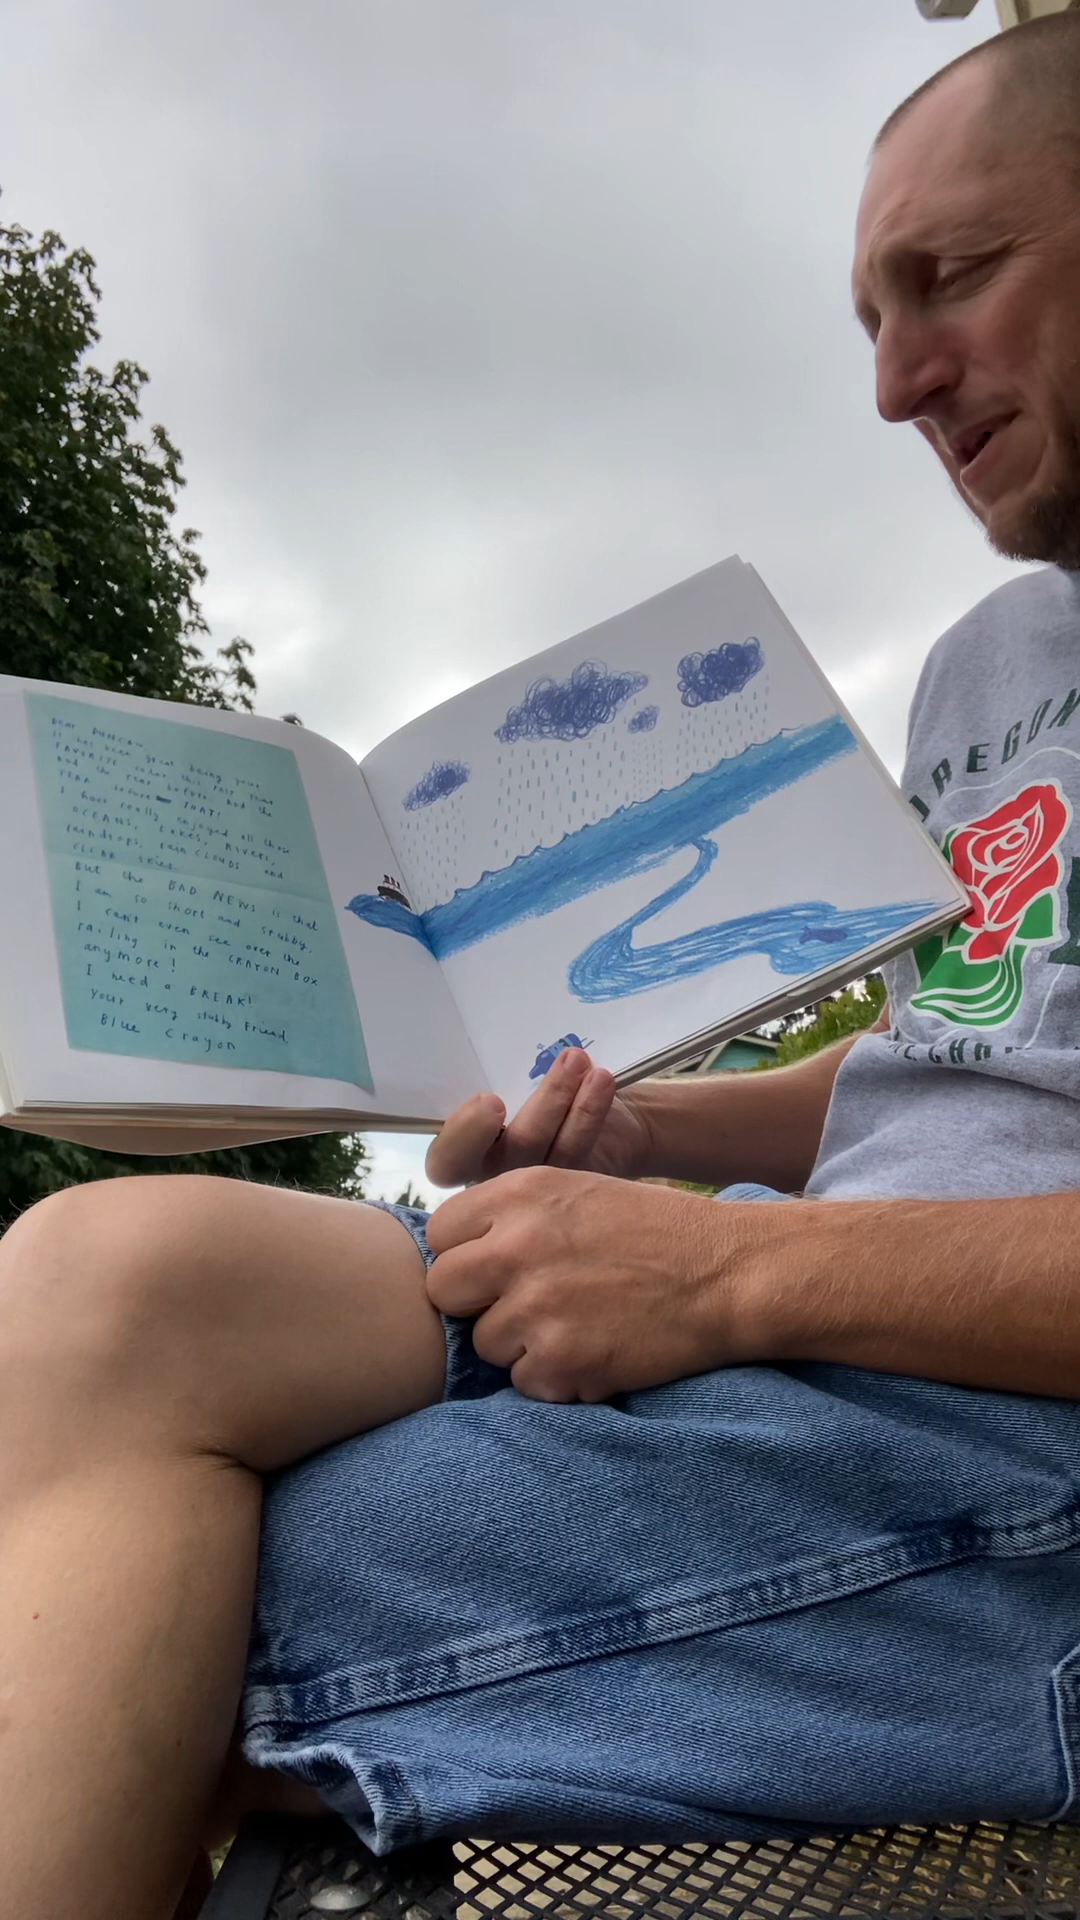 Dear DUNCAN,
It has been great being your
FAVORITE color this past year.
And the year before. And the
YEAR before THAT!
I have really enjoyed all those
OCEANS, LAKES, RIVERS,
raindrops, rain CLOUDS and
CLEAR skies.
But the BAD NEWS is that
I am so short and stubby,
I can't even see over the
railing in the CRAYON BOX
anymore!
I need a BREAK!
Your very stubby Friend,
Blue Crayon
OREGON